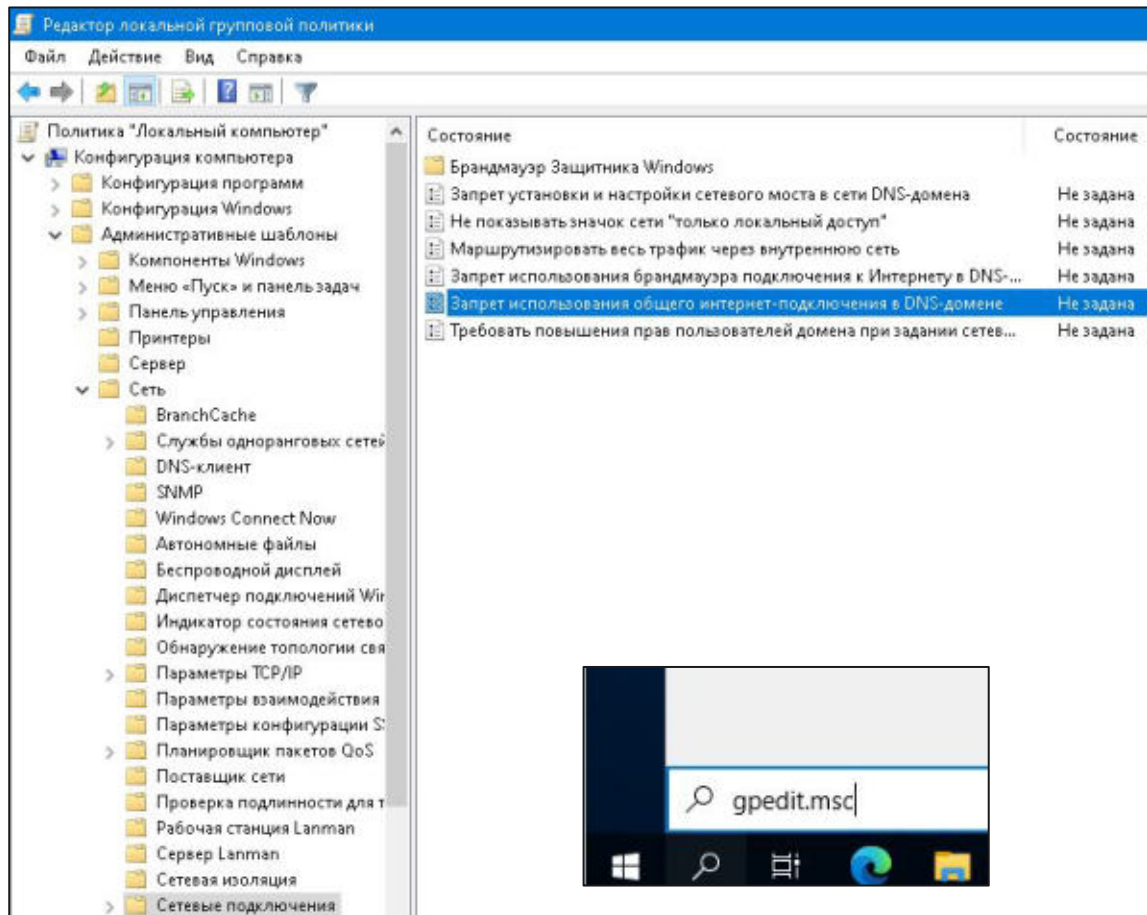 Редактор локальной групповой политики
Файл Действие Вид Справка
Политика "Локальный компьютер"
Конфигурация компьютера
Конфигурация программ
Конфигурация Windows
Административные шаблоны
Компоненты Windows
Меню «Пуск» и панель задач
Панель управления
Принтеры
Сервер
Сеть
BranchCache
Службы одноранговых сетей
DNS-клиент
SNMP
Windows Connect Now
Автономные файлы
Беспроводной дисплей
Диспетчер подключений Wir
Индикатор состояния сетево
Обнаружение топологии свя
Параметры TCP/IP
Параметры взаимодействия
Параметры конфигурации S
Планировщик пакетов QoS
Поставщик сети
Проверка подлинности для т
Рабочая станция Lanman
Сервер Lanman
Сетевая изоляция
Сетевые подключения
Состояние Состояние
Брандмауэр Защитника Windows
Запрет установки и настройки сетевого моста в сети DNS-домена Не задана
Не показывать значок сети "только локальный доступ" Не задана
Маршрутизировать весь трафик через внутреннюю сеть Не задана
Запрет использования брандмауэра подключения к Интернету в DNS-... Не задана
Запрет использования общего интернет-подключения в DNS-домене Не задана
Требовать повышения прав пользователей домена при задании сетев... Не задана
gpedit.msc